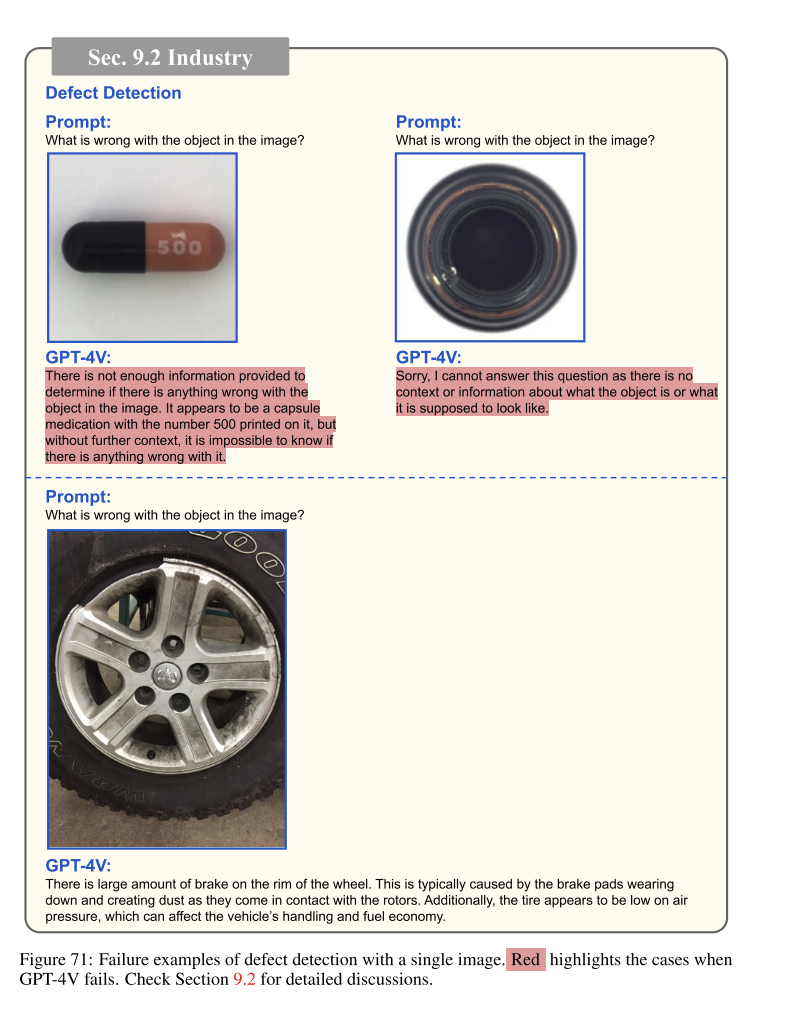 Sec. 9.2 Industry
Defect Detection
Prompt:
What is wrong with the object in the image?
500
GPT-4V:
There is not enough information provided to
determine if there is anything wrong with the
object in the image. It appears to be a capsule
medication with the number 500 printed on it, but
without further context, it is impossible to know if
there is anything wrong with it.
Prompt:
What is wrong with the object in the image?
GPT-4V:
Sorry, I cannot answer this question as there is no
context or information about what the object is or what
it is supposed to look like.
Prompt:
What is wrong with the object in the image?
GPT-4V:
There is large amount of brake on the rim of the wheel. This is typically caused by the brake pads wearing
down and creating dust as they come in contact with the rotors. Additionally, the tire appears to be low on air
pressure, which can affect the vehicle's handling and fuel economy.
Figure 71: Failure examples of defect detection with a single image. Red highlights the cases when
GPT-4V fails. Check Section 9.2 for detailed discussions.